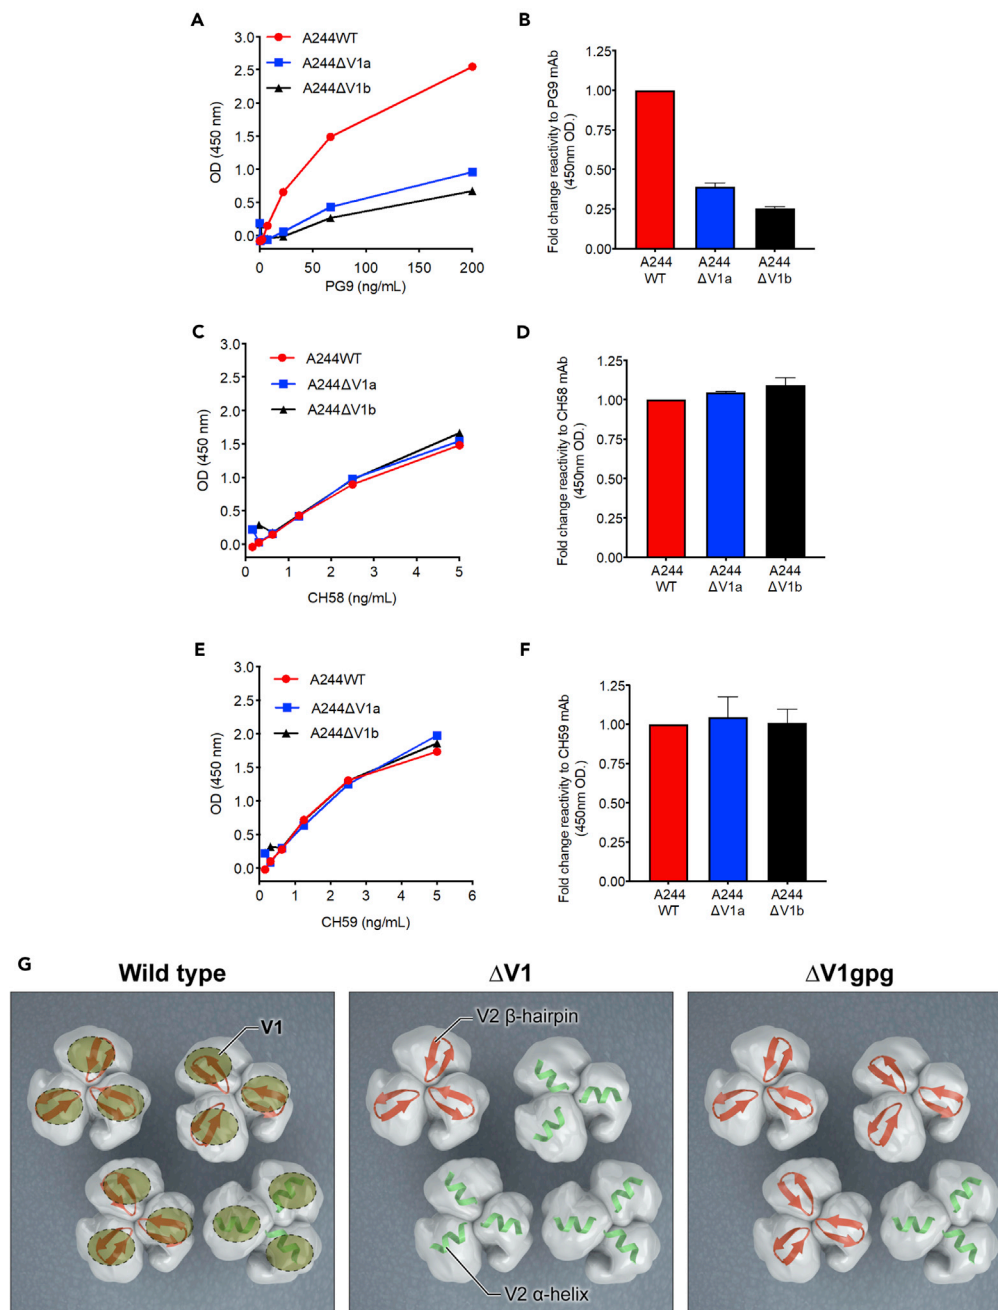 A
A244WT
A244ΔV1a
A244ΔV1b
OD (450 nm)
3.0
2.5
2.0
1.5
1.0
0.5
0.0
0 50 100 150 200
PG9 (ng/mL)
B
Fold change reactivity to PG9 mAb
(450nm OD.)
1.25
1.00
0.75
0.50
0.25
0.00
A244
WT
A244
ΔV1a
A244
ΔV1b
C
A244WT
A244ΔV1a
A244ΔV1b
OD (450 nm)
3.0
2.5
2.0
1.5
1.0
0.5
0.0
0 1 2 3 4 5
CH58 (ng/mL)
D
Fold change reactivity to CH58 mAb
(450nm OD.)
1.25
1.00
0.75
0.50
0.25
0.00
A244
WT
A244
ΔV1a
A244
ΔV1b
E
A244WT
A244ΔV1a
A244ΔV1b
OD (450 nm)
3.0
2.5
2.0
1.5
1.0
0.5
0.0
0 1 2 3 4 5 6
CH59 (ng/mL)
F
Fold change reactivity to CH59 mAb
(450nm OD.)
1.25
1.00
0.75
0.50
0.25
0.00
A244
WT
A244
ΔV1a
A244
ΔV1b
G
Wild type
V1
ΔV1
V2 β-hairpin
V2 α-helix
ΔV1gpg